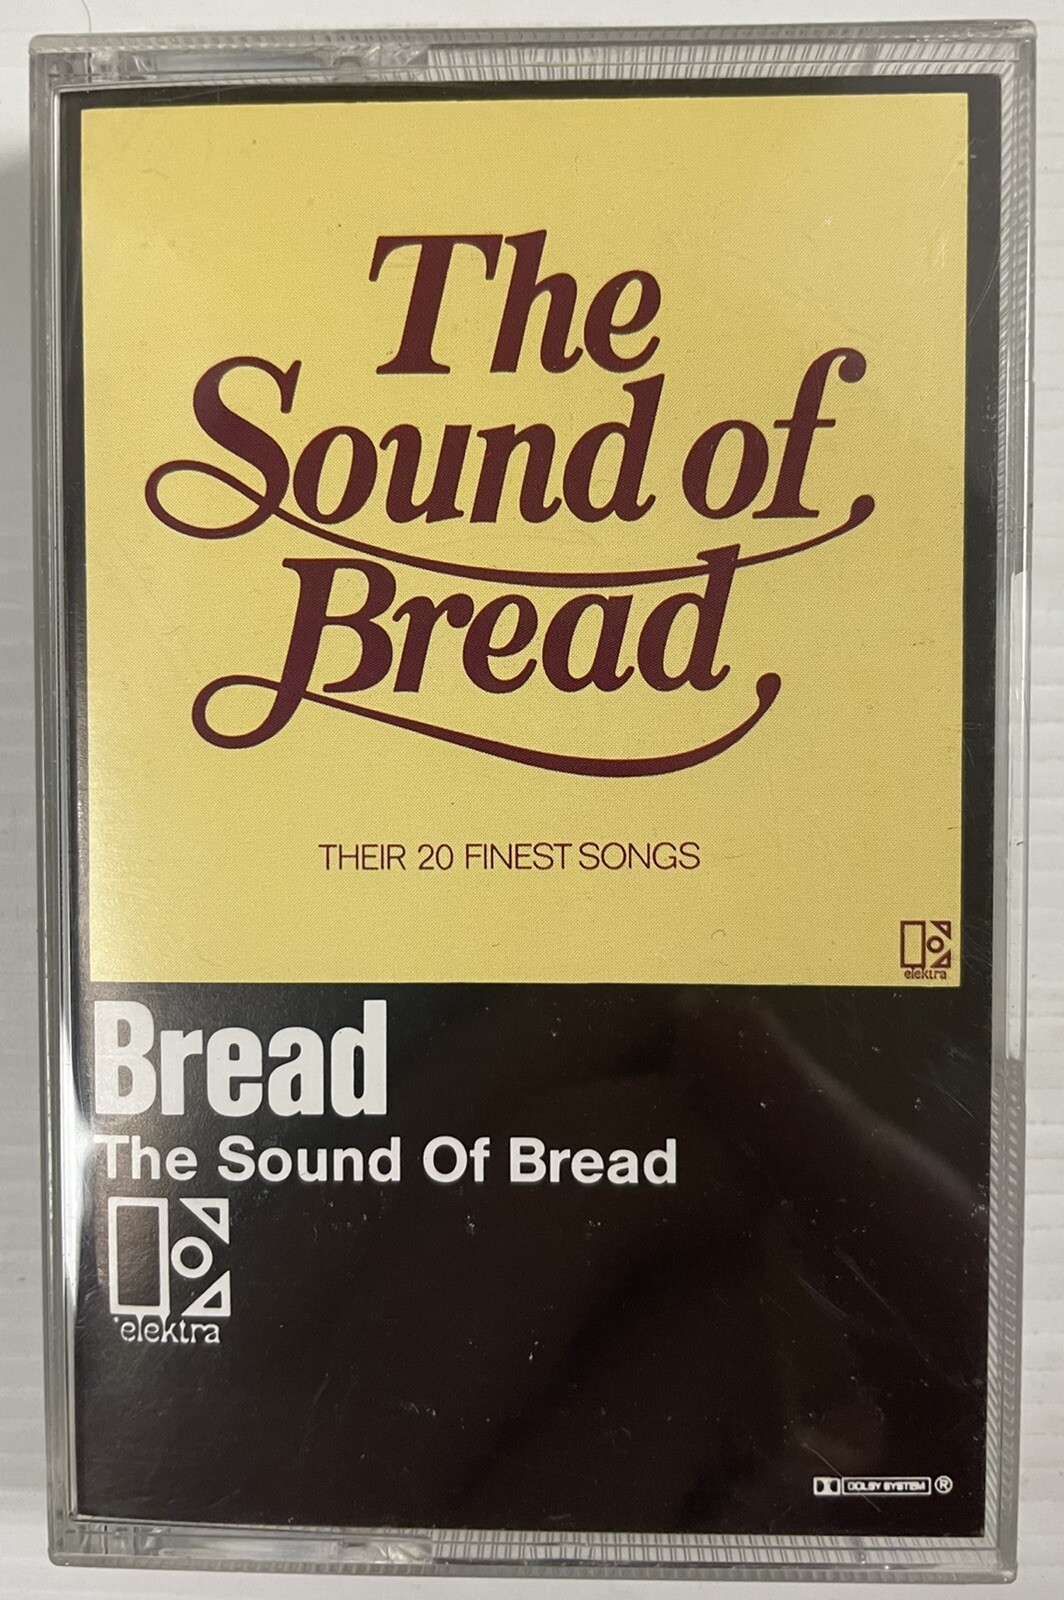 The
Sound of
Bread
THEIR 20 FINEST SONGS
elektra
Bread
The Sound Of Bread
elektra
DOLBY SYSTEM ®